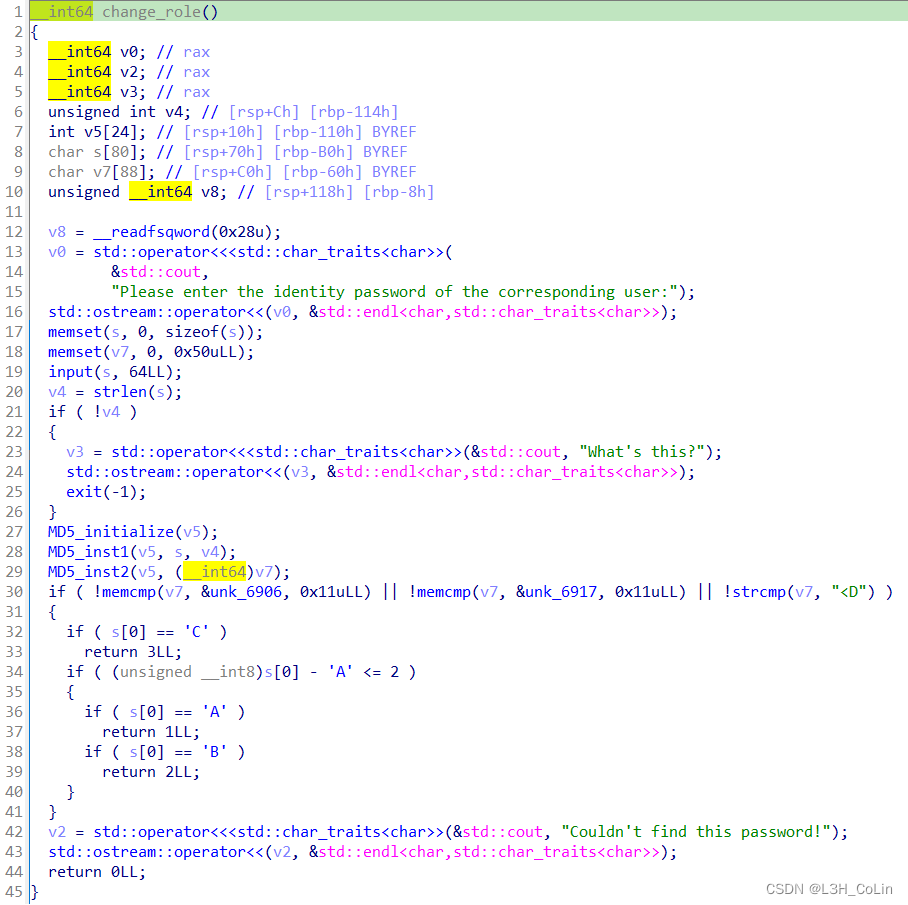 1 __int64 change_role()
2 {
3 __int64 v0; // rax
4 __int64 v2; // rax
5 __int64 v3; // rax
6 unsigned int v4; // [rsp+Ch] [rbp-114h]
7 int v5[24]; // [rsp+10h] [rbp-110h] BYREF
8 char s[80]; // [rsp+70h] [rbp-B0h] BYREF
9 char v7[88]; // [rsp+C0h] [rbp-60h] BYREF
10 unsigned __int64 v8; // [rsp+118h] [rbp-8h]
11
12 v8 = __readfsqword(0x28u);
13 v0 = std::operator<<<std::char_traits<char>>(
14 &std::cout,
15 "Please enter the identity password of the corresponding user:");
16 std::ostream::operator<<(v0, &std::endl<char,std::char_traits<char>>);
17 memset(s, 0, sizeof(s));
18 memset(v7, 0, 0x50uLL);
19 input(s, 64LL);
20 v4 = strlen(s);
21 if ( !v4 )
22 {
23 v3 = std::operator<<<std::char_traits<char>>(&std::cout, "What's this?");
24 std::ostream::operator<<(v3, &std::endl<char,std::char_traits<char>>);
25 exit(-1);
26 }
27 MD5_initialize(v5);
28 MD5_inst1(v5, s, v4);
29 MD5_inst2(v5, (__int64)v7);
30 if ( !memcmp(v7, &unk_6906, 0x11uLL) || !memcmp(v7, &unk_6917, 0x11uLL) || !strcmp(v7, "<D") )
31 {
32 if ( s[0] == 'C' )
33 return 3LL;
34 if ( (unsigned __int8)s[0] - 'A' <= 2 )
35 {
36 if ( s[0] == 'A' )
37 return 1LL;
38 if ( s[0] == 'B' )
39 return 2LL;
40 }
41 }
42 v2 = std::operator<<<std::char_traits<char>>(&std::cout, "Couldn't find this password!");
43 std::ostream::operator<<(v2, &std::endl<char,std::char_traits<char>>);
44 return 0LL;
45 }
CSDN @L3H_CoLin